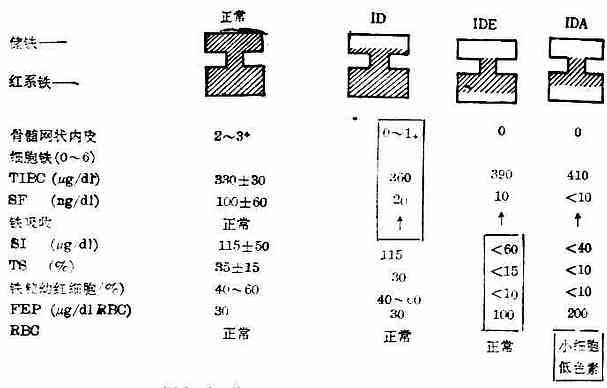 正常 ID IDE IDA
储铁
红系铁
骨髓网状内皮 2～3+ 0～1+ 0 0
细胞铁(0～6)
TIBC (μg/dl) 330±30 360 390 410
SF (ng/dl) 100±60 20 10 <10
铁吸收 正常 ↑ ↑ ↑
SI (μg/dl) 115±50 115 <60 <40
TS (%) 35±15 30 <15 <10
铁粒幼红细胞(%) 40～60 40～60 <10 <10
FEP (μg/dl RBC) 30 30 100 200
RBC 正常 正常 正常 小细胞
低色素